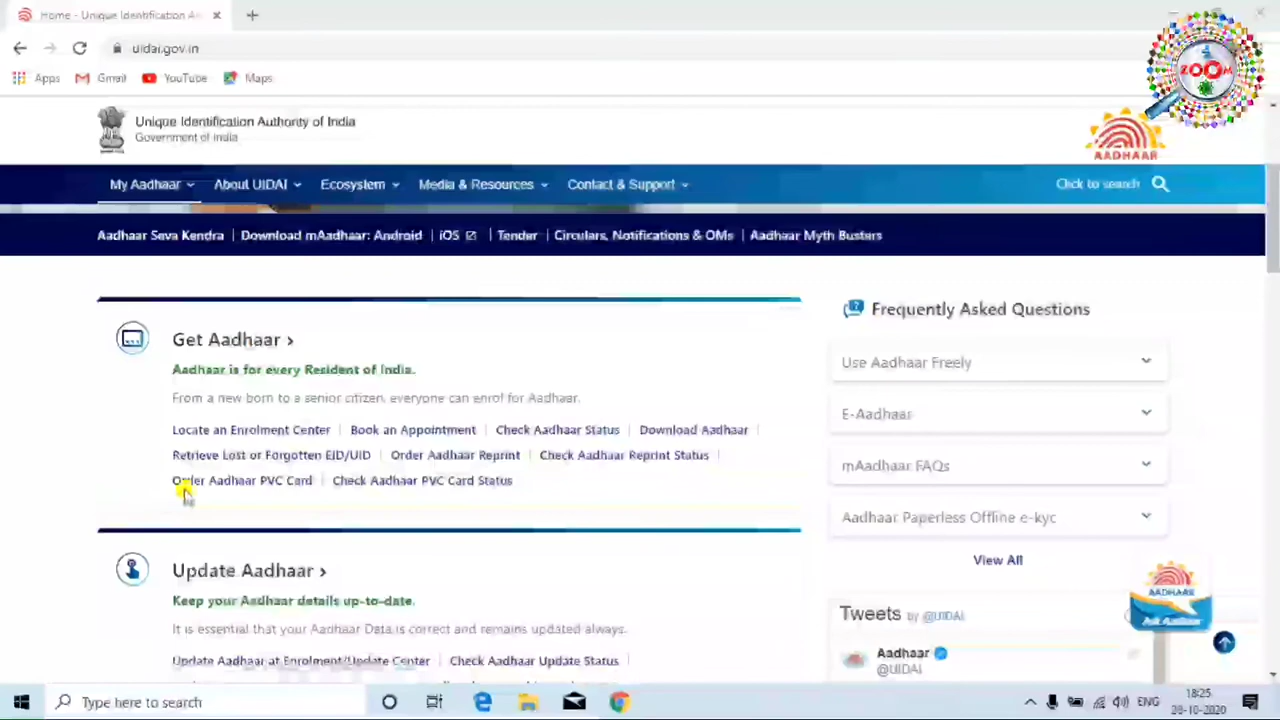 Home - Unique Identification Au
uidai.gov.in
Apps Gmail YouTube Maps
ZOOM
Unique Identification Authority of India
Government of India
AADHAAR
My Aadhaar About UIDAI Ecosystem Media & Resources Contact & Support Click to search
Aadhaar Seva Kendra | Download mAadhaar: Android | iOS | Tender | Circulars, Notifications & OMs | Aadhaar Myth Busters
Get Aadhaar >
Aadhaar is for every Resident of India.
From a new born to a senior citizen, everyone can enrol for Aadhaar.
Locate an Enrolment Center | Book an Appointment | Check Aadhaar Status | Download Aadhaar |
Retrieve Lost or Forgotten EID/UID | Order Aadhaar Reprint | Check Aadhaar Reprint Status |
Order Aadhaar PVC Card | Check Aadhaar PVC Card Status
Update Aadhaar >
Keep your Aadhaar details up-to-date.
It is essential that your Aadhaar Data is correct and remains updated always.
Update Aadhaar at Enrolment/Update Center | Check Aadhaar Update Status |
Frequently Asked Questions
Use Aadhaar Freely
E-Aadhaar
mAadhaar FAQs
Aadhaar Paperless Offline e-kyc
View All
AADHAAR
Ask Aadhaar
Tweets by @UIDAI
Aadhaar
@UIDAI
Type here to search
ENG
18:25
28-10-2020